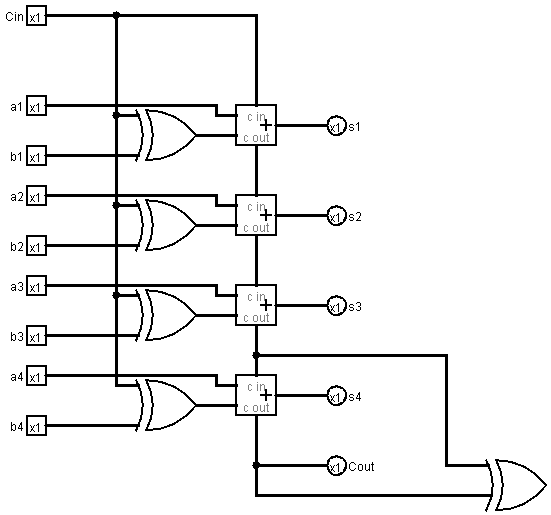 Cin x1
a1 x1
c in
+
x1 s1
c out
b1 x1
a2 x1
c in
+
x1 s2
c out
b2 x1
a3 x1
c in
+
x1 s3
c out
b3 x1
a4 x1
c in
+
x1 s4
c out
b4 x1
x1 Cout